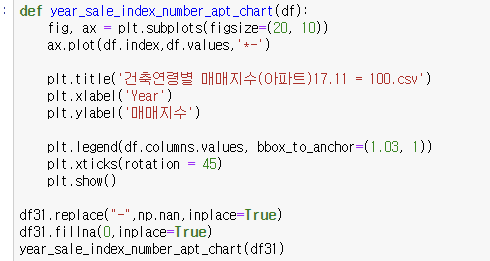 : def year_sale_index_number_apt_chart(df):
fig, ax = plt.subplots(figsize=(20, 10))
ax.plot(df.index,df.values,'*-')
plt.title('건축연령별 매매지수(아파트)17.11 = 100.csv')
plt.xlabel('Year')
plt.ylabel('매매지수')
plt.legend(df.columns.values, bbox_to_anchor=(1.03, 1))
plt.xticks(rotation = 45)
plt.show()
df31.replace("-",np.nan,inplace=True)
df31.fillna(0,inplace=True)
year_sale_index_number_apt_chart(df31)